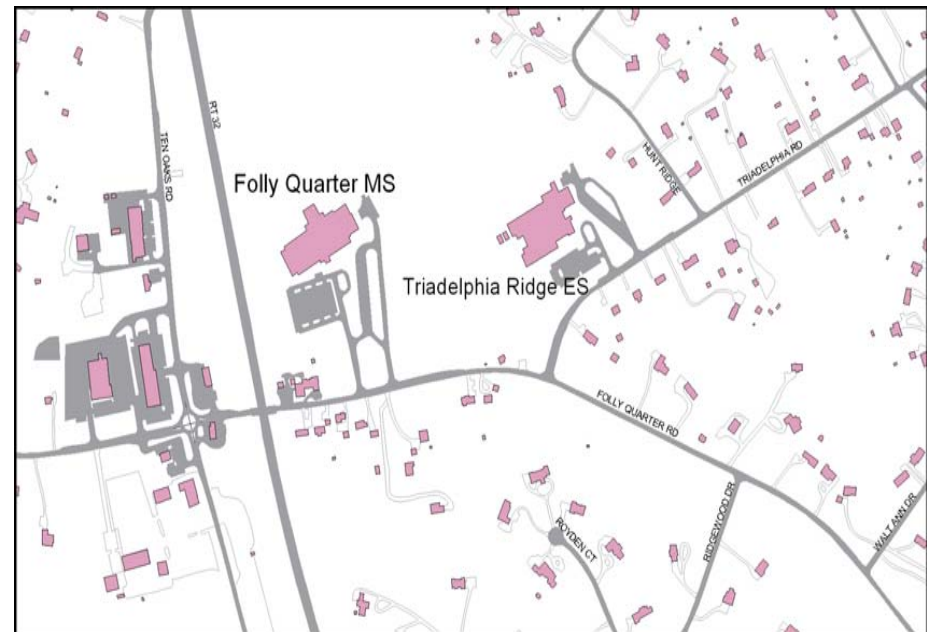 RT 32
TEN OAKS RD
Folly Quarter MS
HUNT RIDGE
TRIADELPHIA RD
Triadelphia Ridge ES
FOLLY QUARTER RD
RIDGEWOOD DR
WALT ANN DR
ROYDEN CT